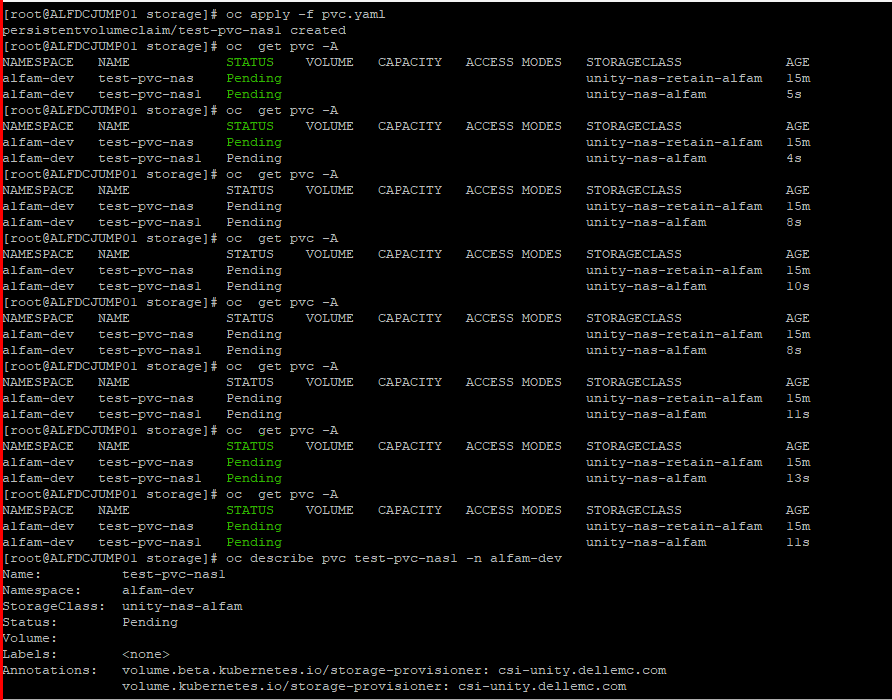 [root@ALFDCJUMP01 storage]# oc apply -f pvc.yaml
persistentvolumeclaim/test-pvc-nas1 created
[root@ALFDCJUMP01 storage]# oc  get pvc -A
NAMESPACE   NAME            STATUS    VOLUME   CAPACITY   ACCESS MODES   STORAGECLASS             AGE
alfam-dev   test-pvc-nas    Pending                                      unity-nas-retain-alfam   15m
alfam-dev   test-pvc-nas1   Pending                                      unity-nas-alfam          5s
[root@ALFDCJUMP01 storage]# oc  get pvc -A
NAMESPACE   NAME            STATUS    VOLUME   CAPACITY   ACCESS MODES   STORAGECLASS             AGE
alfam-dev   test-pvc-nas    Pending                                      unity-nas-retain-alfam   15m
alfam-dev   test-pvc-nas1   Pending                                      unity-nas-alfam          4s
[root@ALFDCJUMP01 storage]# oc  get pvc -A
NAMESPACE   NAME            STATUS    VOLUME   CAPACITY   ACCESS MODES   STORAGECLASS             AGE
alfam-dev   test-pvc-nas    Pending                                      unity-nas-retain-alfam   15m
alfam-dev   test-pvc-nas1   Pending                                      unity-nas-alfam          8s
[root@ALFDCJUMP01 storage]# oc  get pvc -A
NAMESPACE   NAME            STATUS    VOLUME   CAPACITY   ACCESS MODES   STORAGECLASS             AGE
alfam-dev   test-pvc-nas    Pending                                      unity-nas-retain-alfam   15m
alfam-dev   test-pvc-nas1   Pending                                      unity-nas-alfam          10s
[root@ALFDCJUMP01 storage]# oc  get pvc -A
NAMESPACE   NAME            STATUS    VOLUME   CAPACITY   ACCESS MODES   STORAGECLASS             AGE
alfam-dev   test-pvc-nas    Pending                                      unity-nas-retain-alfam   15m
alfam-dev   test-pvc-nas1   Pending                                      unity-nas-alfam          8s
[root@ALFDCJUMP01 storage]# oc  get pvc -A
NAMESPACE   NAME            STATUS    VOLUME   CAPACITY   ACCESS MODES   STORAGECLASS             AGE
alfam-dev   test-pvc-nas    Pending                                      unity-nas-retain-alfam   15m
alfam-dev   test-pvc-nas1   Pending                                      unity-nas-alfam          11s
[root@ALFDCJUMP01 storage]# oc  get pvc -A
NAMESPACE   NAME            STATUS    VOLUME   CAPACITY   ACCESS MODES   STORAGECLASS             AGE
alfam-dev   test-pvc-nas    Pending                                      unity-nas-retain-alfam   15m
alfam-dev   test-pvc-nas1   Pending                                      unity-nas-alfam          13s
[root@ALFDCJUMP01 storage]# oc  get pvc -A
NAMESPACE   NAME            STATUS    VOLUME   CAPACITY   ACCESS MODES   STORAGECLASS             AGE
alfam-dev   test-pvc-nas    Pending                                      unity-nas-retain-alfam   15m
alfam-dev   test-pvc-nas1   Pending                                      unity-nas-alfam          11s
[root@ALFDCJUMP01 storage]# oc describe pvc test-pvc-nas1 -n alfam-dev
Name:          test-pvc-nas1
Namespace:     alfam-dev
StorageClass:  unity-nas-alfam
Status:        Pending
Volume:
Labels:        <none>
Annotations:   volume.beta.kubernetes.io/storage-provisioner: csi-unity.dellemc.com
               volume.kubernetes.io/storage-provisioner: csi-unity.dellemc.com